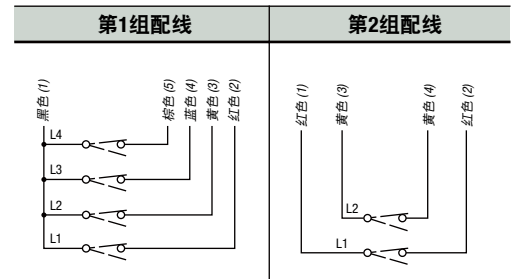 第1组配线
第2组配线
黑色 (1)
棕色 (5)
蓝色 (4)
黄色 (3)
红色 (2)
L4
L3
L2
L1
红色 (1)
黄色 (3)
黄色 (4)
红色 (2)
L2
L1